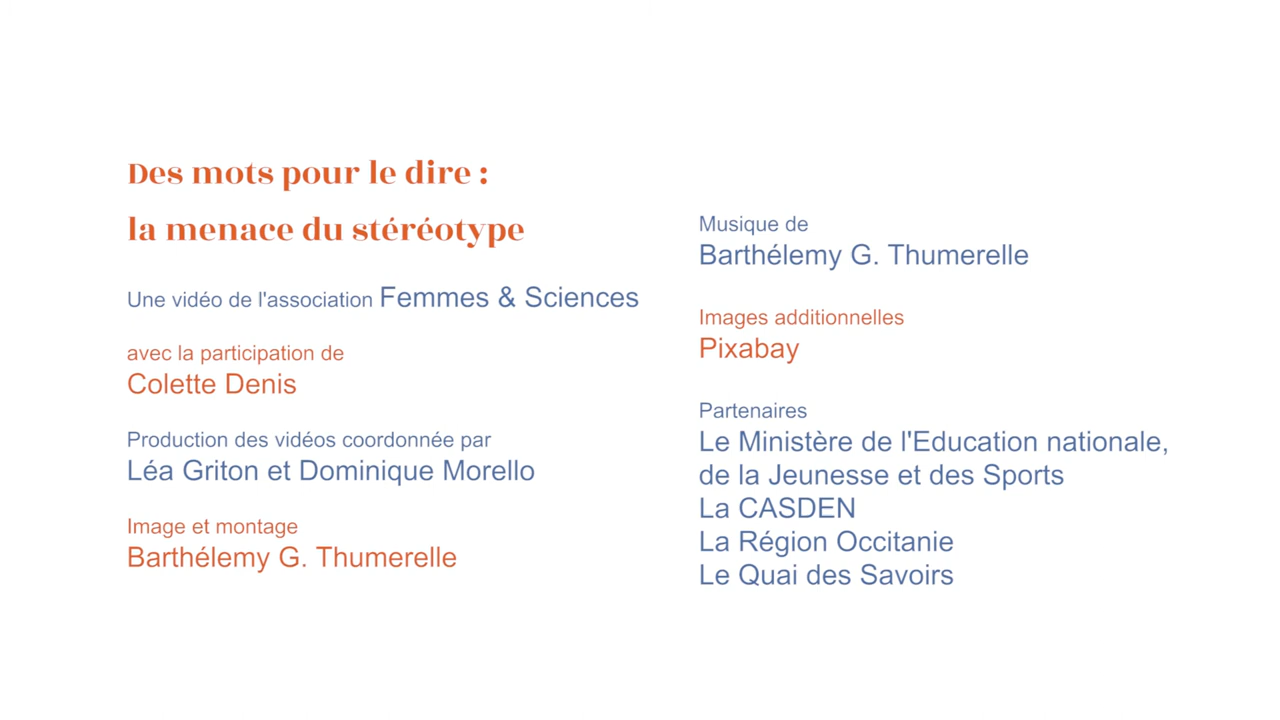 Des mots pour le dire :
la menace du stéréotype
Une vidéo de l'association Femmes & Sciences
avec la participation de
Colette Denis
Production des vidéos coordonnée par
Léa Griton et Dominique Morello
Image et montage
Barthélemy G. Thumerelle
Musique de
Barthélemy G. Thumerelle
Images additionnelles
Pixabay
Partenaires
Le Ministère de l'Education nationale,
de la Jeunesse et des Sports
La CASDEN
La Région Occitanie
Le Quai des Savoirs